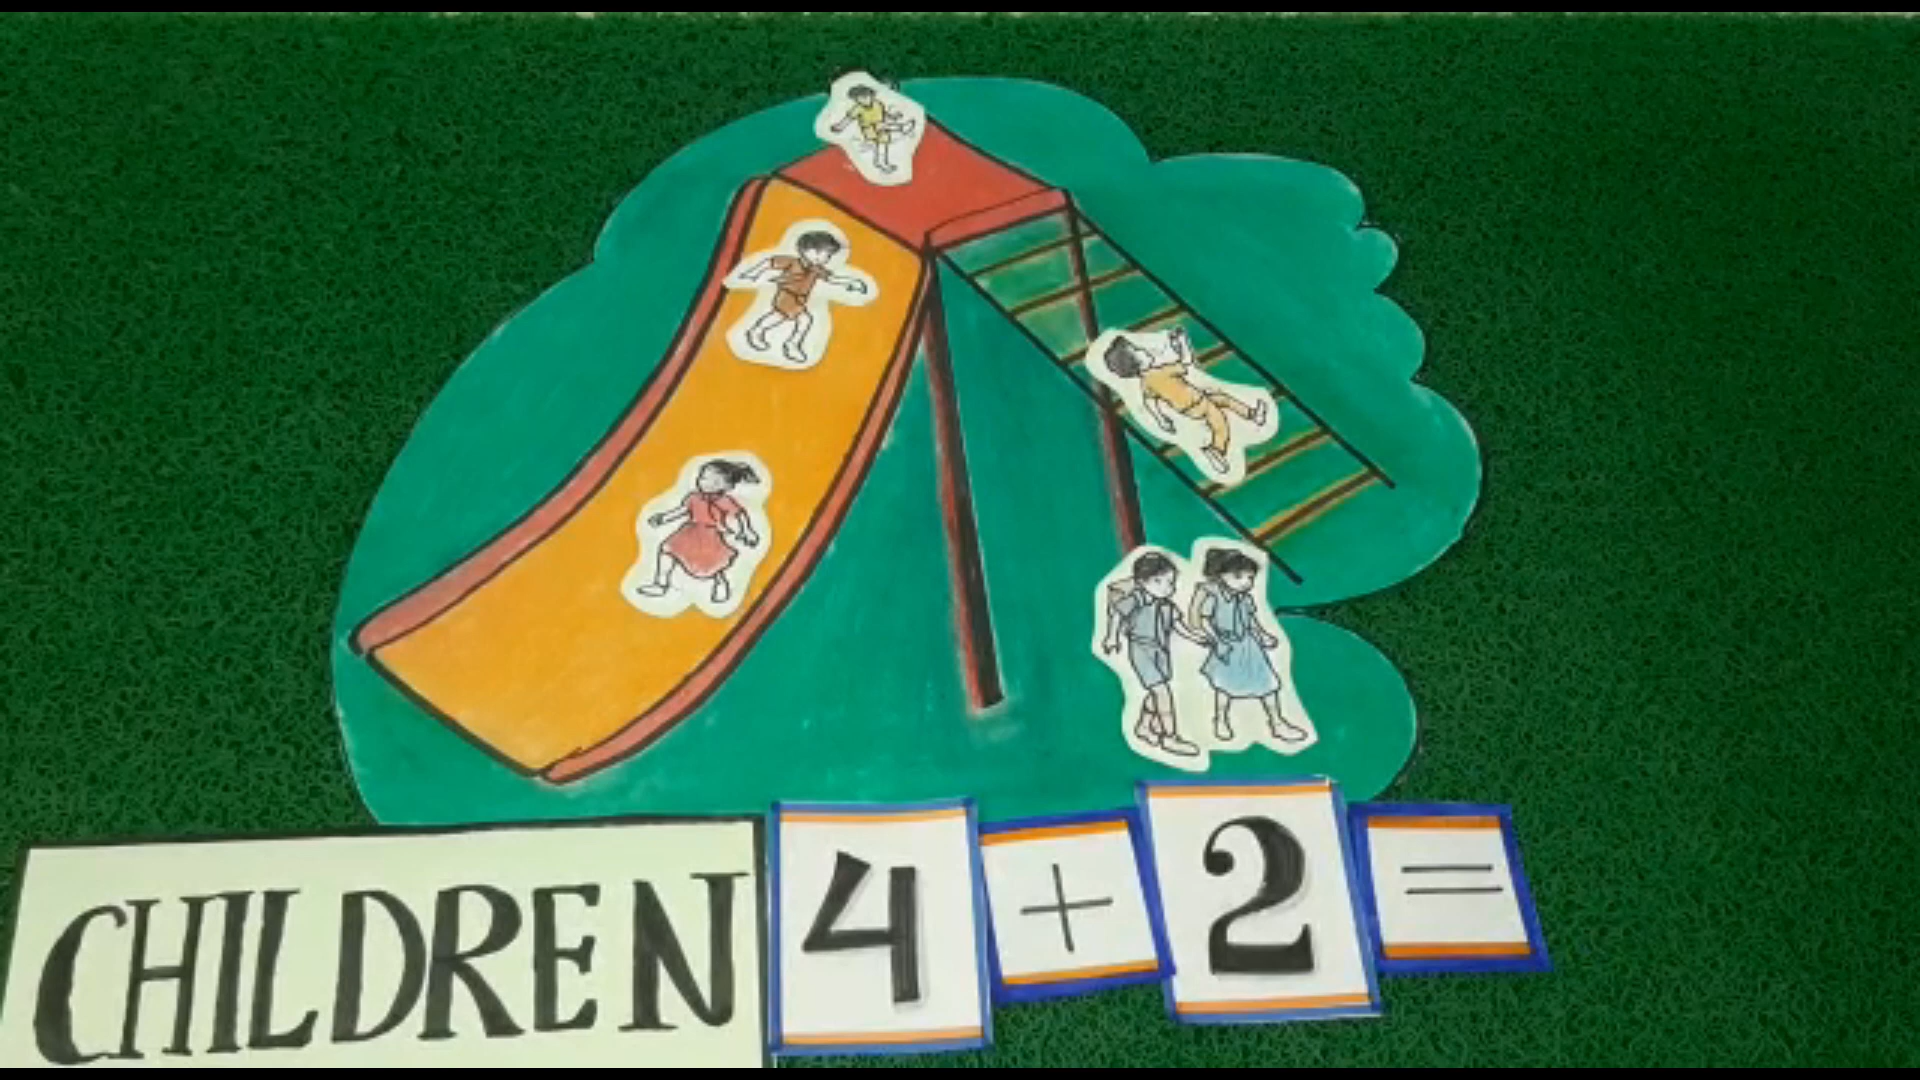 CHILDREN 4 + 2 =